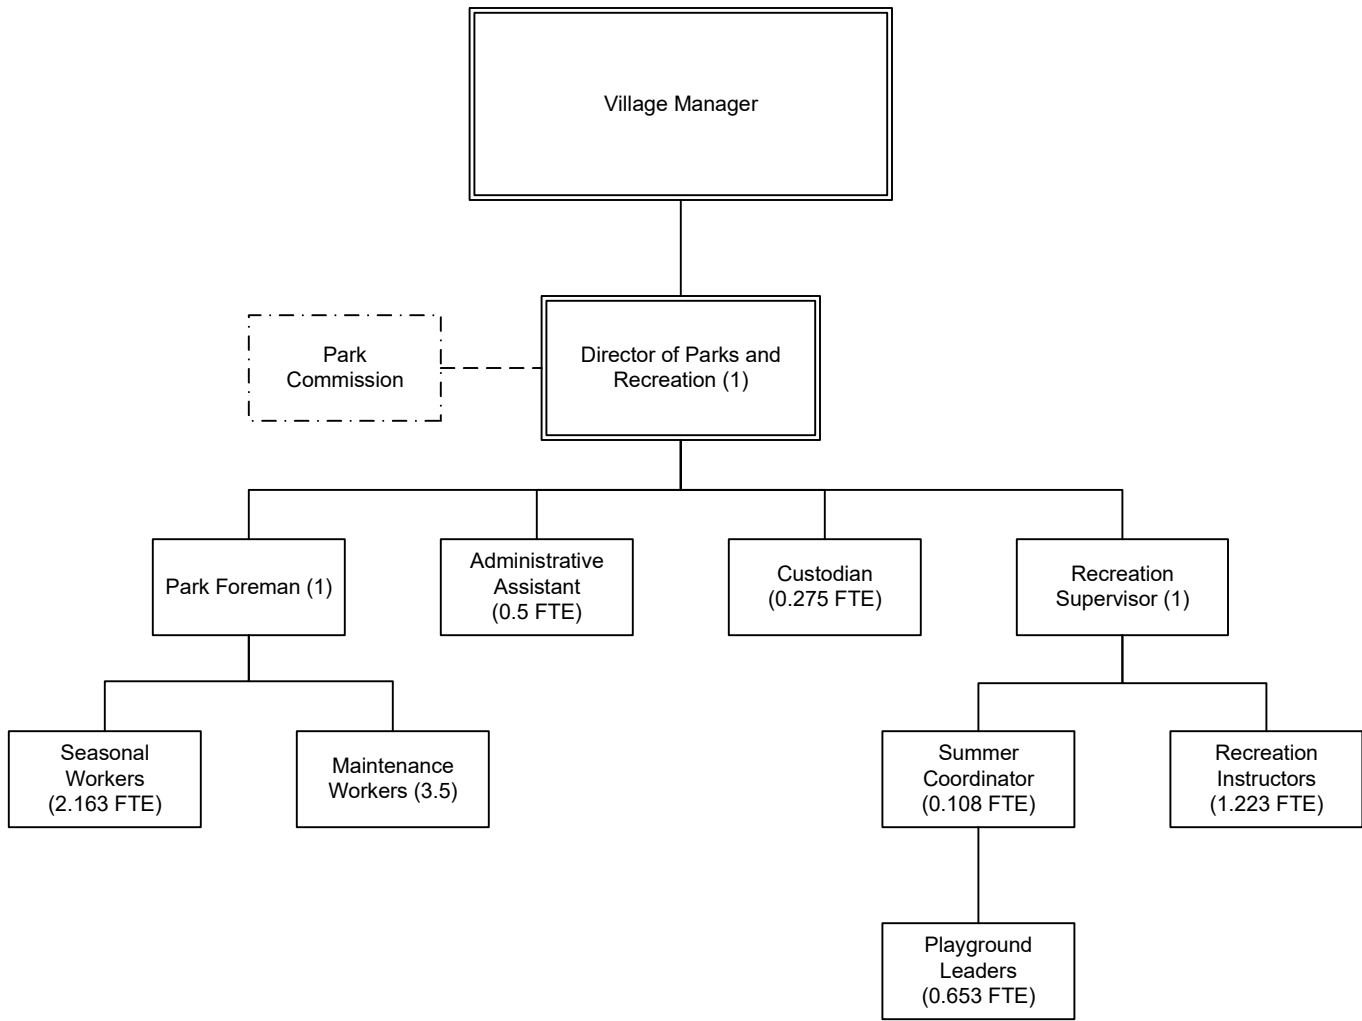 Village Manager
Park
Commission
Director of Parks and
Recreation (1)
Park Foreman (1)
Administrative
Assistant
(0.5 FTE)
Custodian
(0.275 FTE)
Recreation
Supervisor (1)
Seasonal
Workers
(2.163 FTE)
Maintenance
Workers (3.5)
Summer
Coordinator
(0.108 FTE)
Recreation
Instructors
(1.223 FTE)
Playground
Leaders
(0.653 FTE)